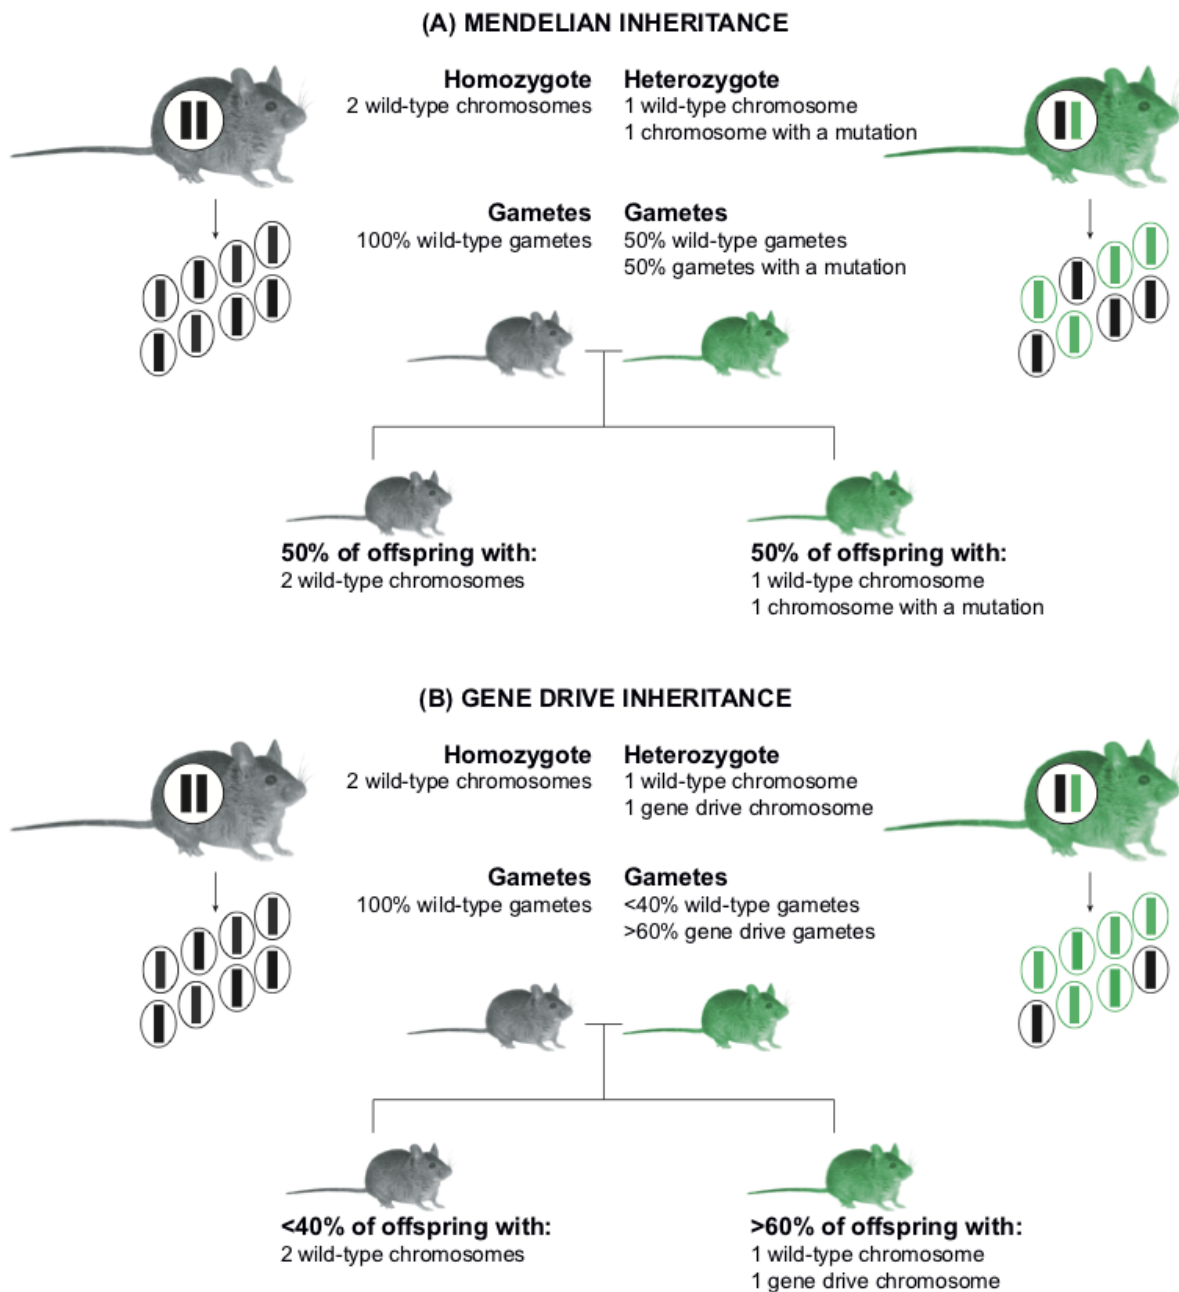 (A) MENDELIAN INHERITANCE
Homozygote
2 wild-type chromosomes
Heterozygote
1 wild-type chromosome
1 chromosome with a mutation
Gametes
100% wild-type gametes
Gametes
50% wild-type gametes
50% gametes with a mutation
50% of offspring with:
2 wild-type chromosomes
50% of offspring with:
1 wild-type chromosome
1 chromosome with a mutation
(B) GENE DRIVE INHERITANCE
Homozygote
2 wild-type chromosomes
Heterozygote
1 wild-type chromosome
1 gene drive chromosome
Gametes
100% wild-type gametes
Gametes
<40% wild-type gametes
>60% gene drive gametes
<40% of offspring with:
2 wild-type chromosomes
>60% of offspring with:
1 wild-type chromosome
1 gene drive chromosome